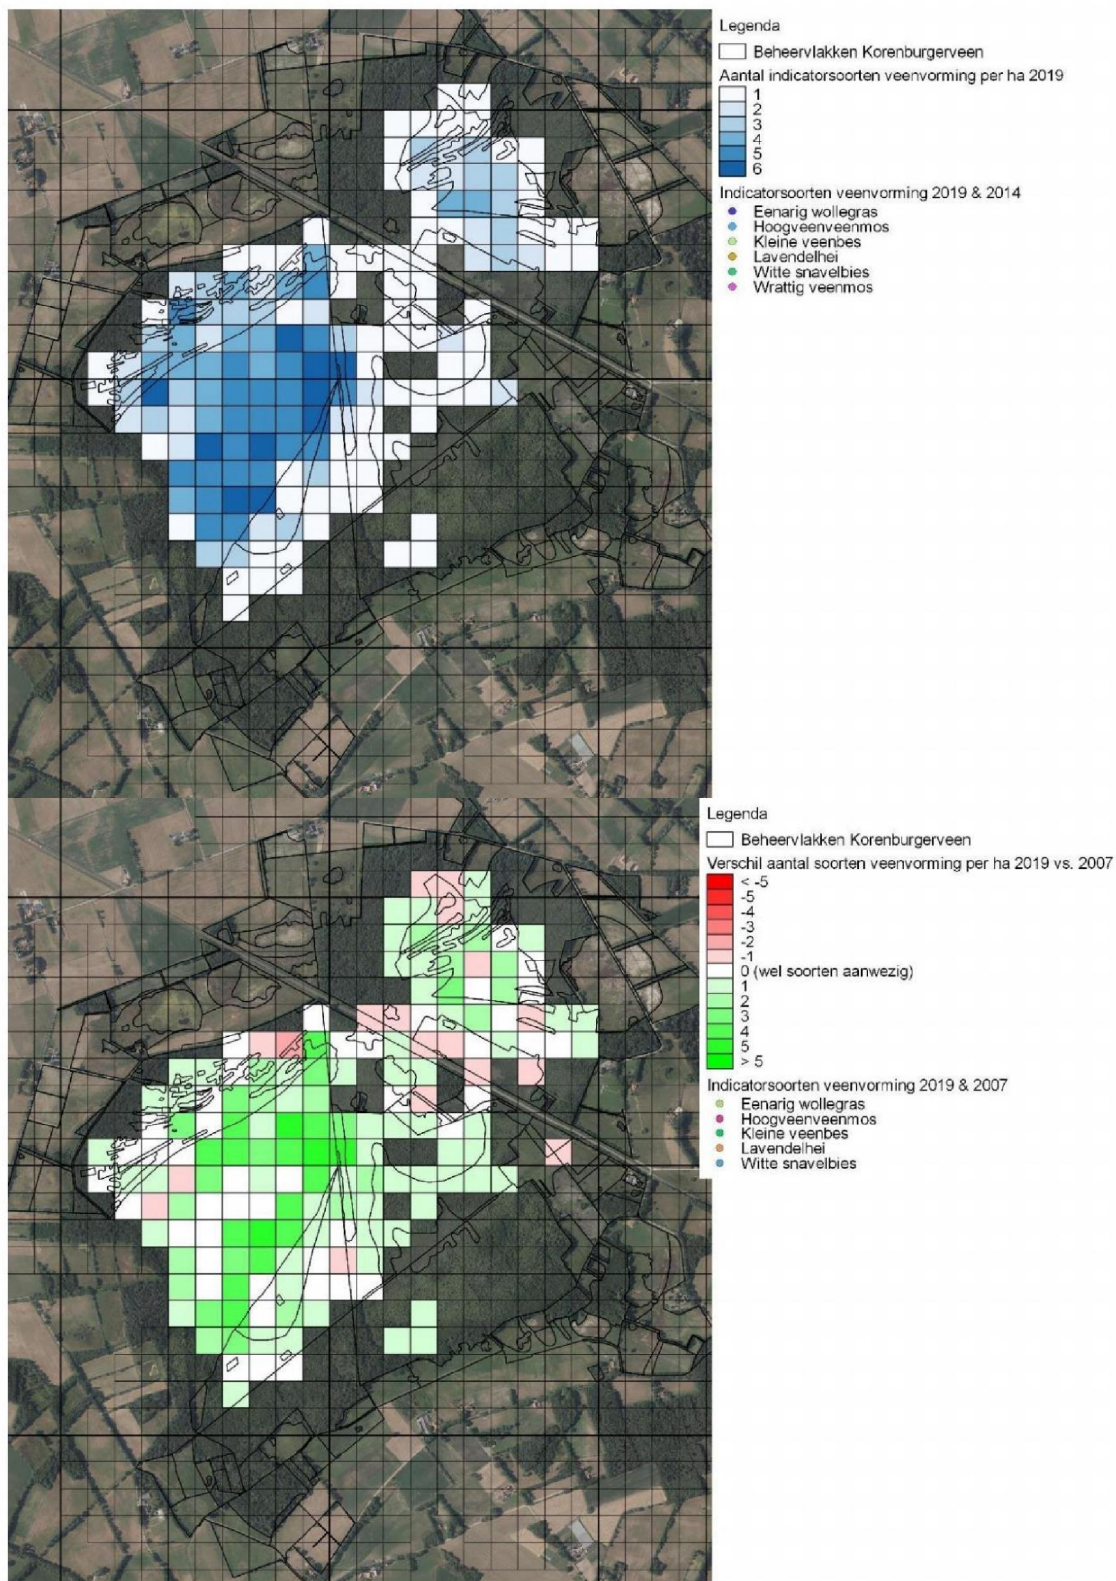 Legenda
Beheervlakken Korenburgerveen
Aantal indicatorsoorten veenvorming per ha 2019
1
2
3
4
5
6
Indicatorsoorten veenvorming 2019 & 2014
Eenarig wollegras
Hoogveenveenmos
Kleine veenbes
Lavendelhei
Witte snavelbies
Wrattig veenmos
Legenda
Beheervlakken Korenburgerveen
Verschil aantal soorten veenvorming per ha 2019 vs. 2007
< -5
-5
-4
-3
-2
-1
0 (wel soorten aanwezig)
1
2
3
4
5
> 5
Indicatorsoorten veenvorming 2019 & 2007
Eenarig wollegras
Hoogveenveenmos
Kleine veenbes
Lavendelhei
Witte snavelbies